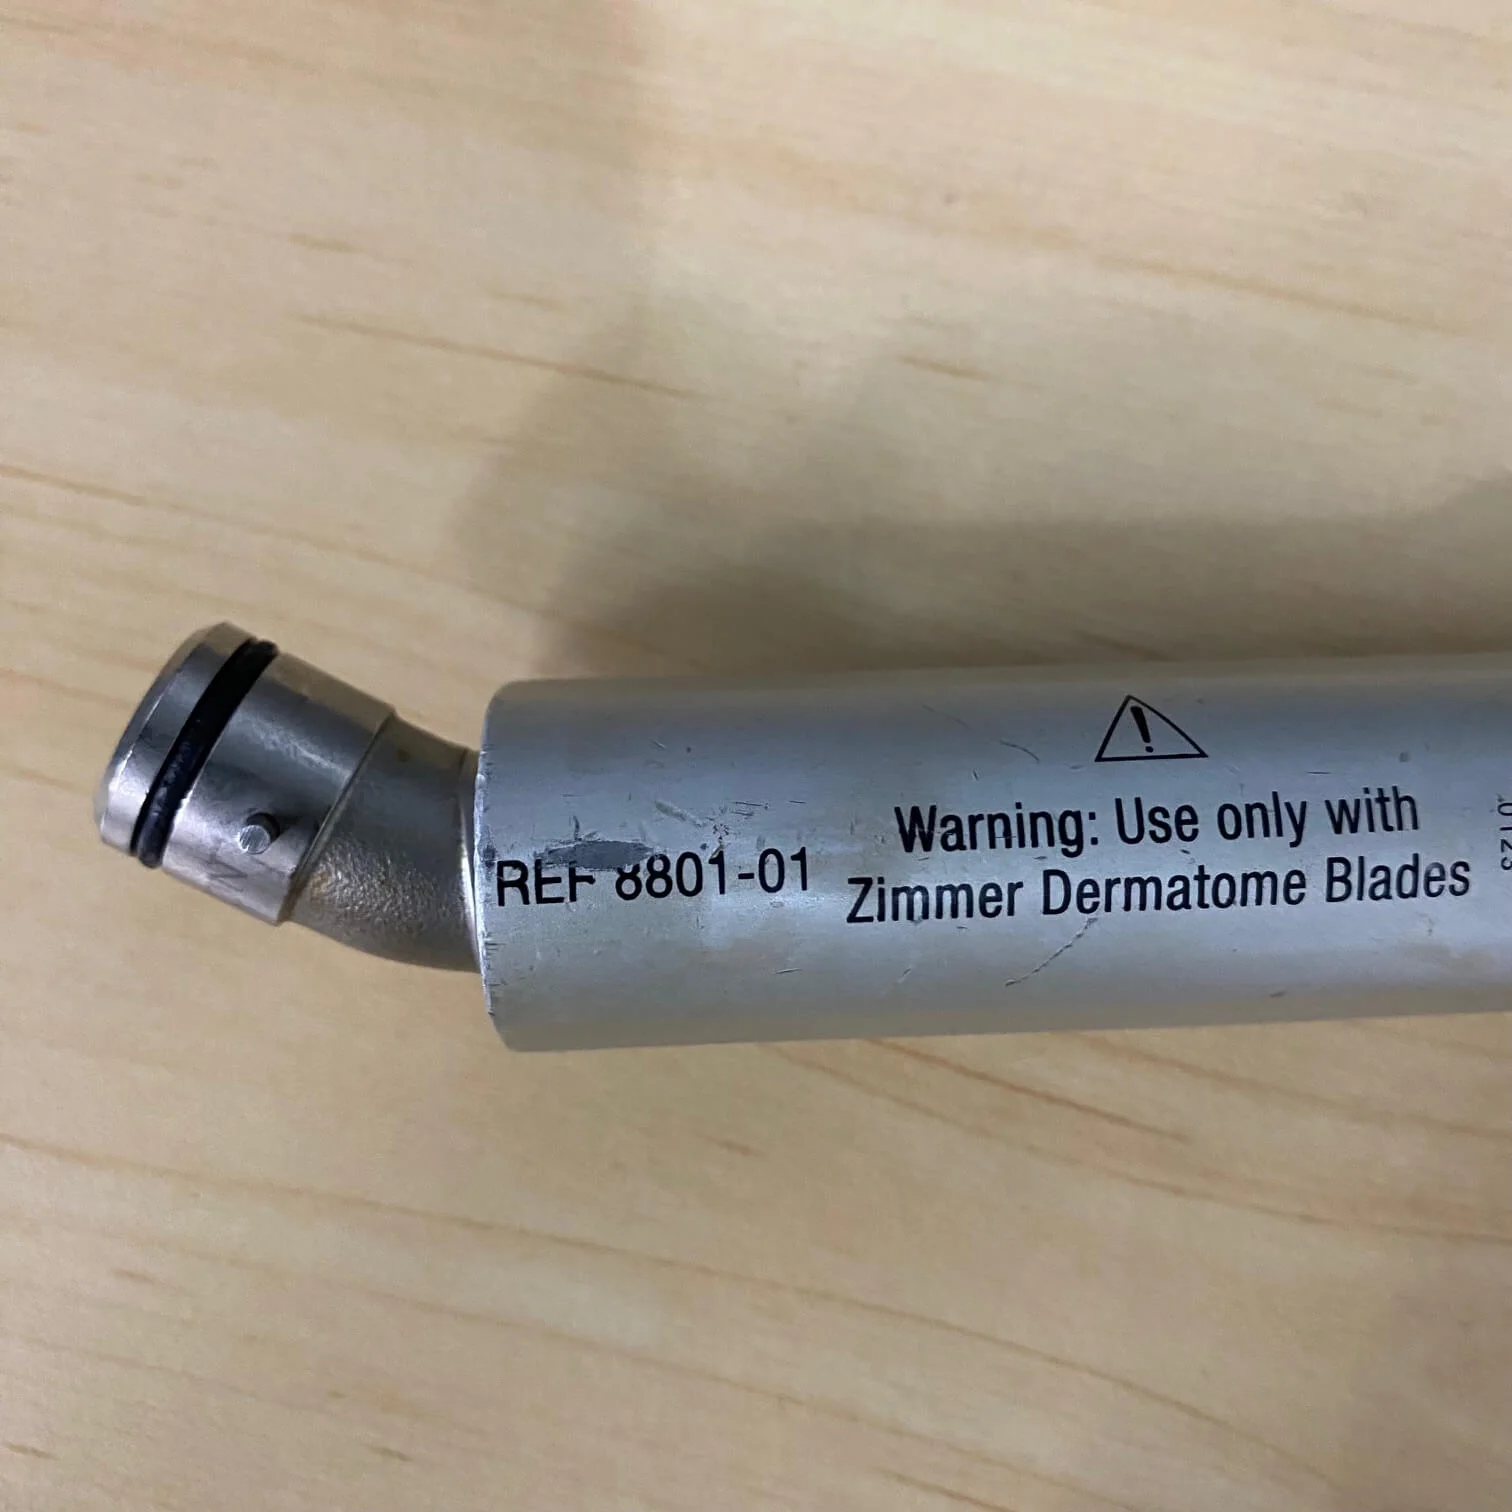 REF 8801-01
Warning: Use only with
Zimmer Dermatome Blades